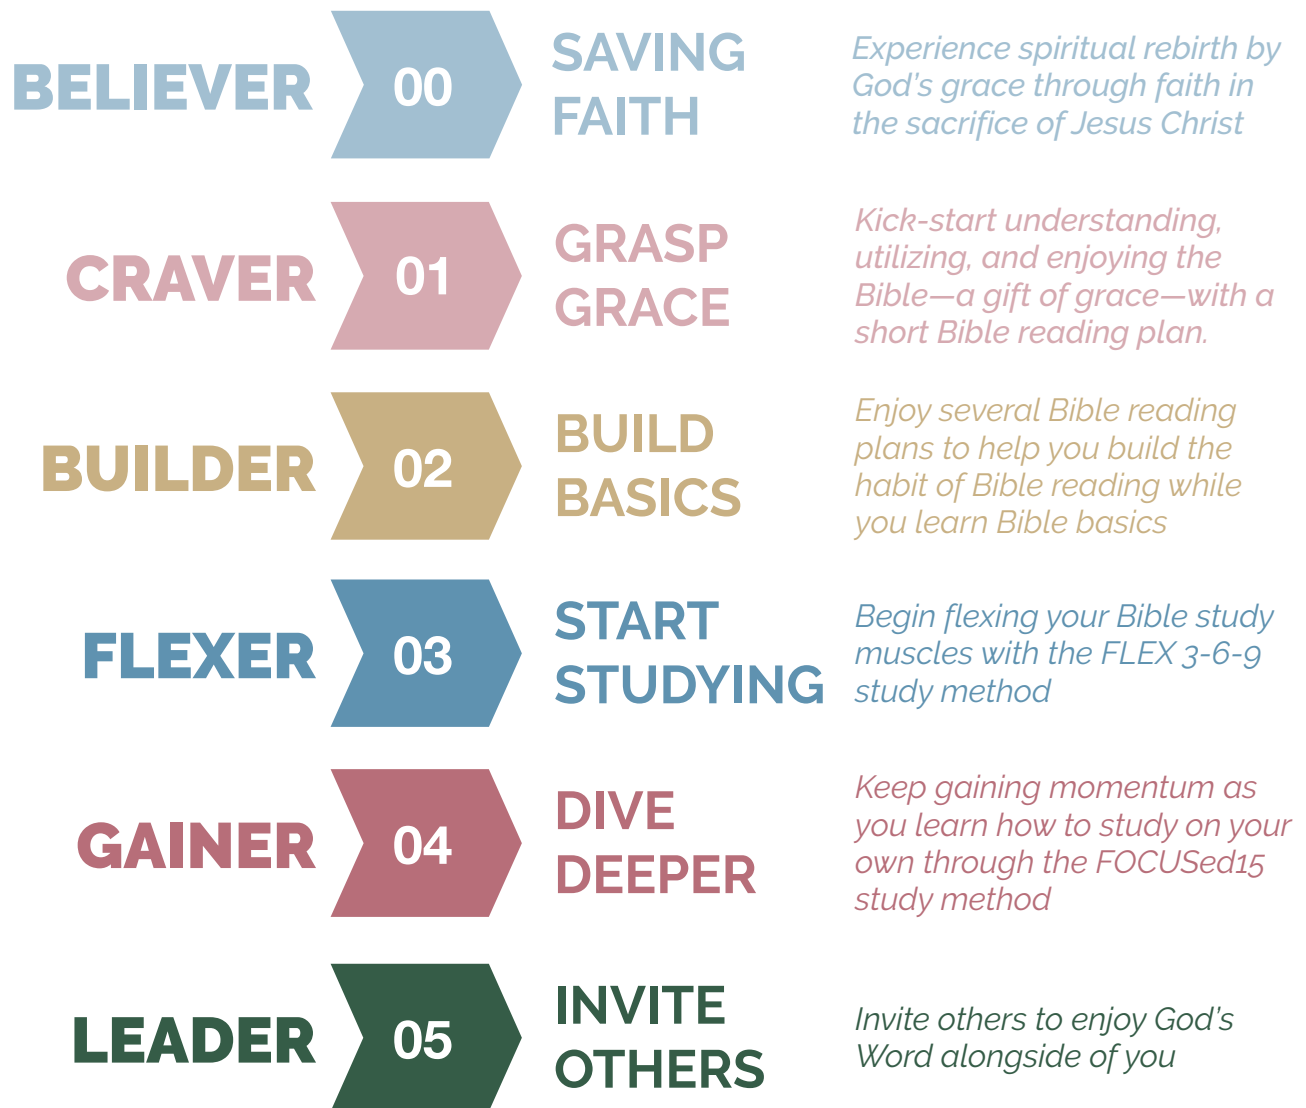 BELIEVER
00
SAVING
FAITH
Experience spiritual rebirth by
God's grace through faith in
the sacrifice of Jesus Christ
CRAVER
01
GRASP
GRACE
Kick-start understanding,
utilizing, and enjoying the
Bible—a gift of grace—with a
short Bible reading plan.
BUILDER
02
BUILD
BASICS
Enjoy several Bible reading
plans to help you build the
habit of Bible reading while
you learn Bible basics
FLEXER
03
START
STUDYING
Begin flexing your Bible study
muscles with the FLEX 3-6-9
study method
GAINER
04
DIVE
DEEPER
Keep gaining momentum as
you learn how to study on your
own through the FOCUSed15
study method
LEADER
05
INVITE
OTHERS
Invite others to enjoy God's
Word alongside of you